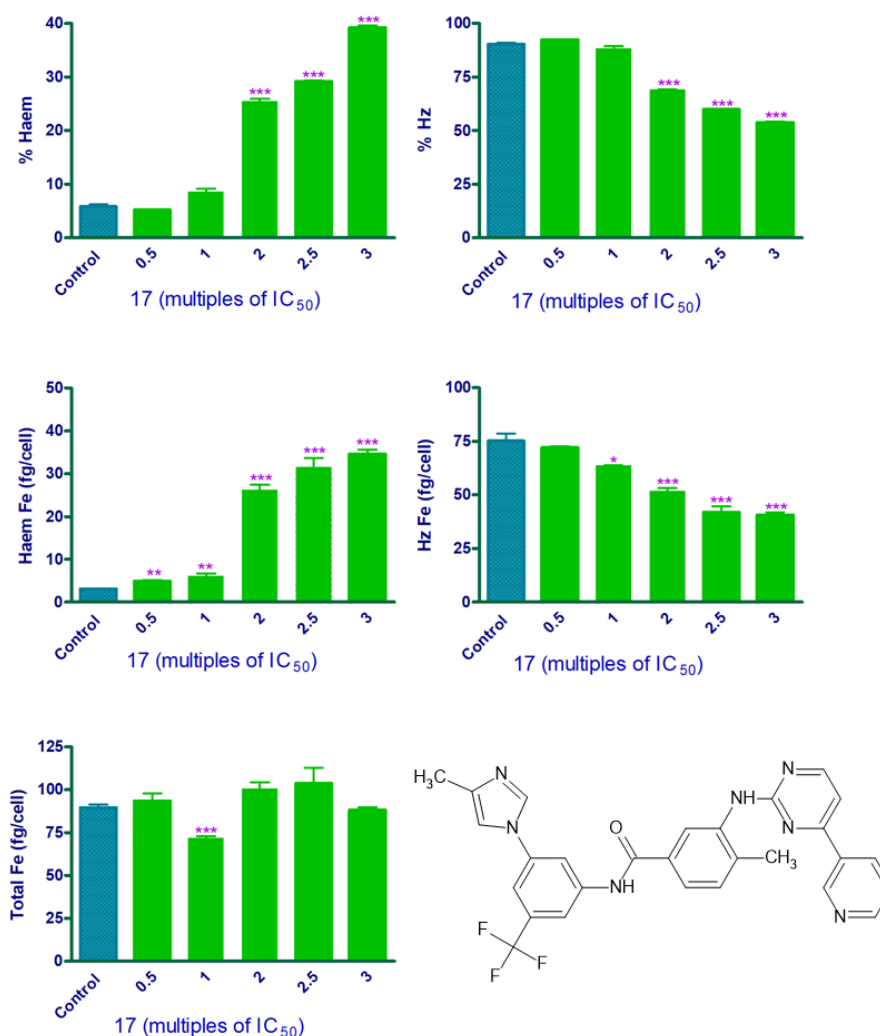 % Haem
40
30
20
10
0
***
***
***
Control
0.5
1
2
2.5
3
17 (multiples of IC50)
% Hz
100
75
50
25
0
***
***
***
Control
0.5
1
2
2.5
3
17 (multiples of IC50)
Haem Fe (fg/cell)
50
40
30
20
10
0
**
**
***
***
***
Control
0.5
1
2
2.5
3
17 (multiples of IC50)
Hz Fe (fg/cell)
100
75
50
25
0
*
***
***
***
Control
0.5
1
2
2.5
3
17 (multiples of IC50)
Total Fe (fg/cell)
125
100
75
50
25
0
***
Control
0.5
1
2
2.5
3
17 (multiples of IC50)
H3C
N
N
O
NH
F
F
F
NH
N
N
CH3
N